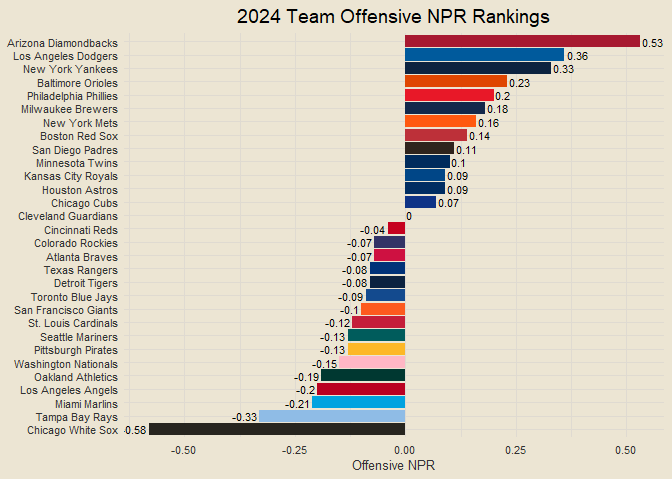 2024 Team Offensive NPR Rankings
Arizona Diamondbacks 0.53
Los Angeles Dodgers 0.36
New York Yankees 0.33
Baltimore Orioles 0.23
Philadelphia Phillies 0.2
Milwaukee Brewers 0.18
New York Mets 0.16
Boston Red Sox 0.14
San Diego Padres 0.11
Minnesota Twins 0.1
Kansas City Royals 0.09
Houston Astros 0.09
Chicago Cubs 0.07
Cleveland Guardians 0
Cincinnati Reds -0.04
Colorado Rockies -0.07
Atlanta Braves -0.07
Texas Rangers -0.08
Detroit Tigers -0.08
Toronto Blue Jays -0.09
San Francisco Giants -0.1
St. Louis Cardinals -0.12
Seattle Mariners -0.13
Pittsburgh Pirates -0.13
Washington Nationals -0.15
Oakland Athletics -0.19
Los Angeles Angels -0.2
Miami Marlins -0.21
Tampa Bay Rays -0.33
Chicago White Sox -0.58
-0.50 -0.25 0.00 0.25 0.50
Offensive NPR